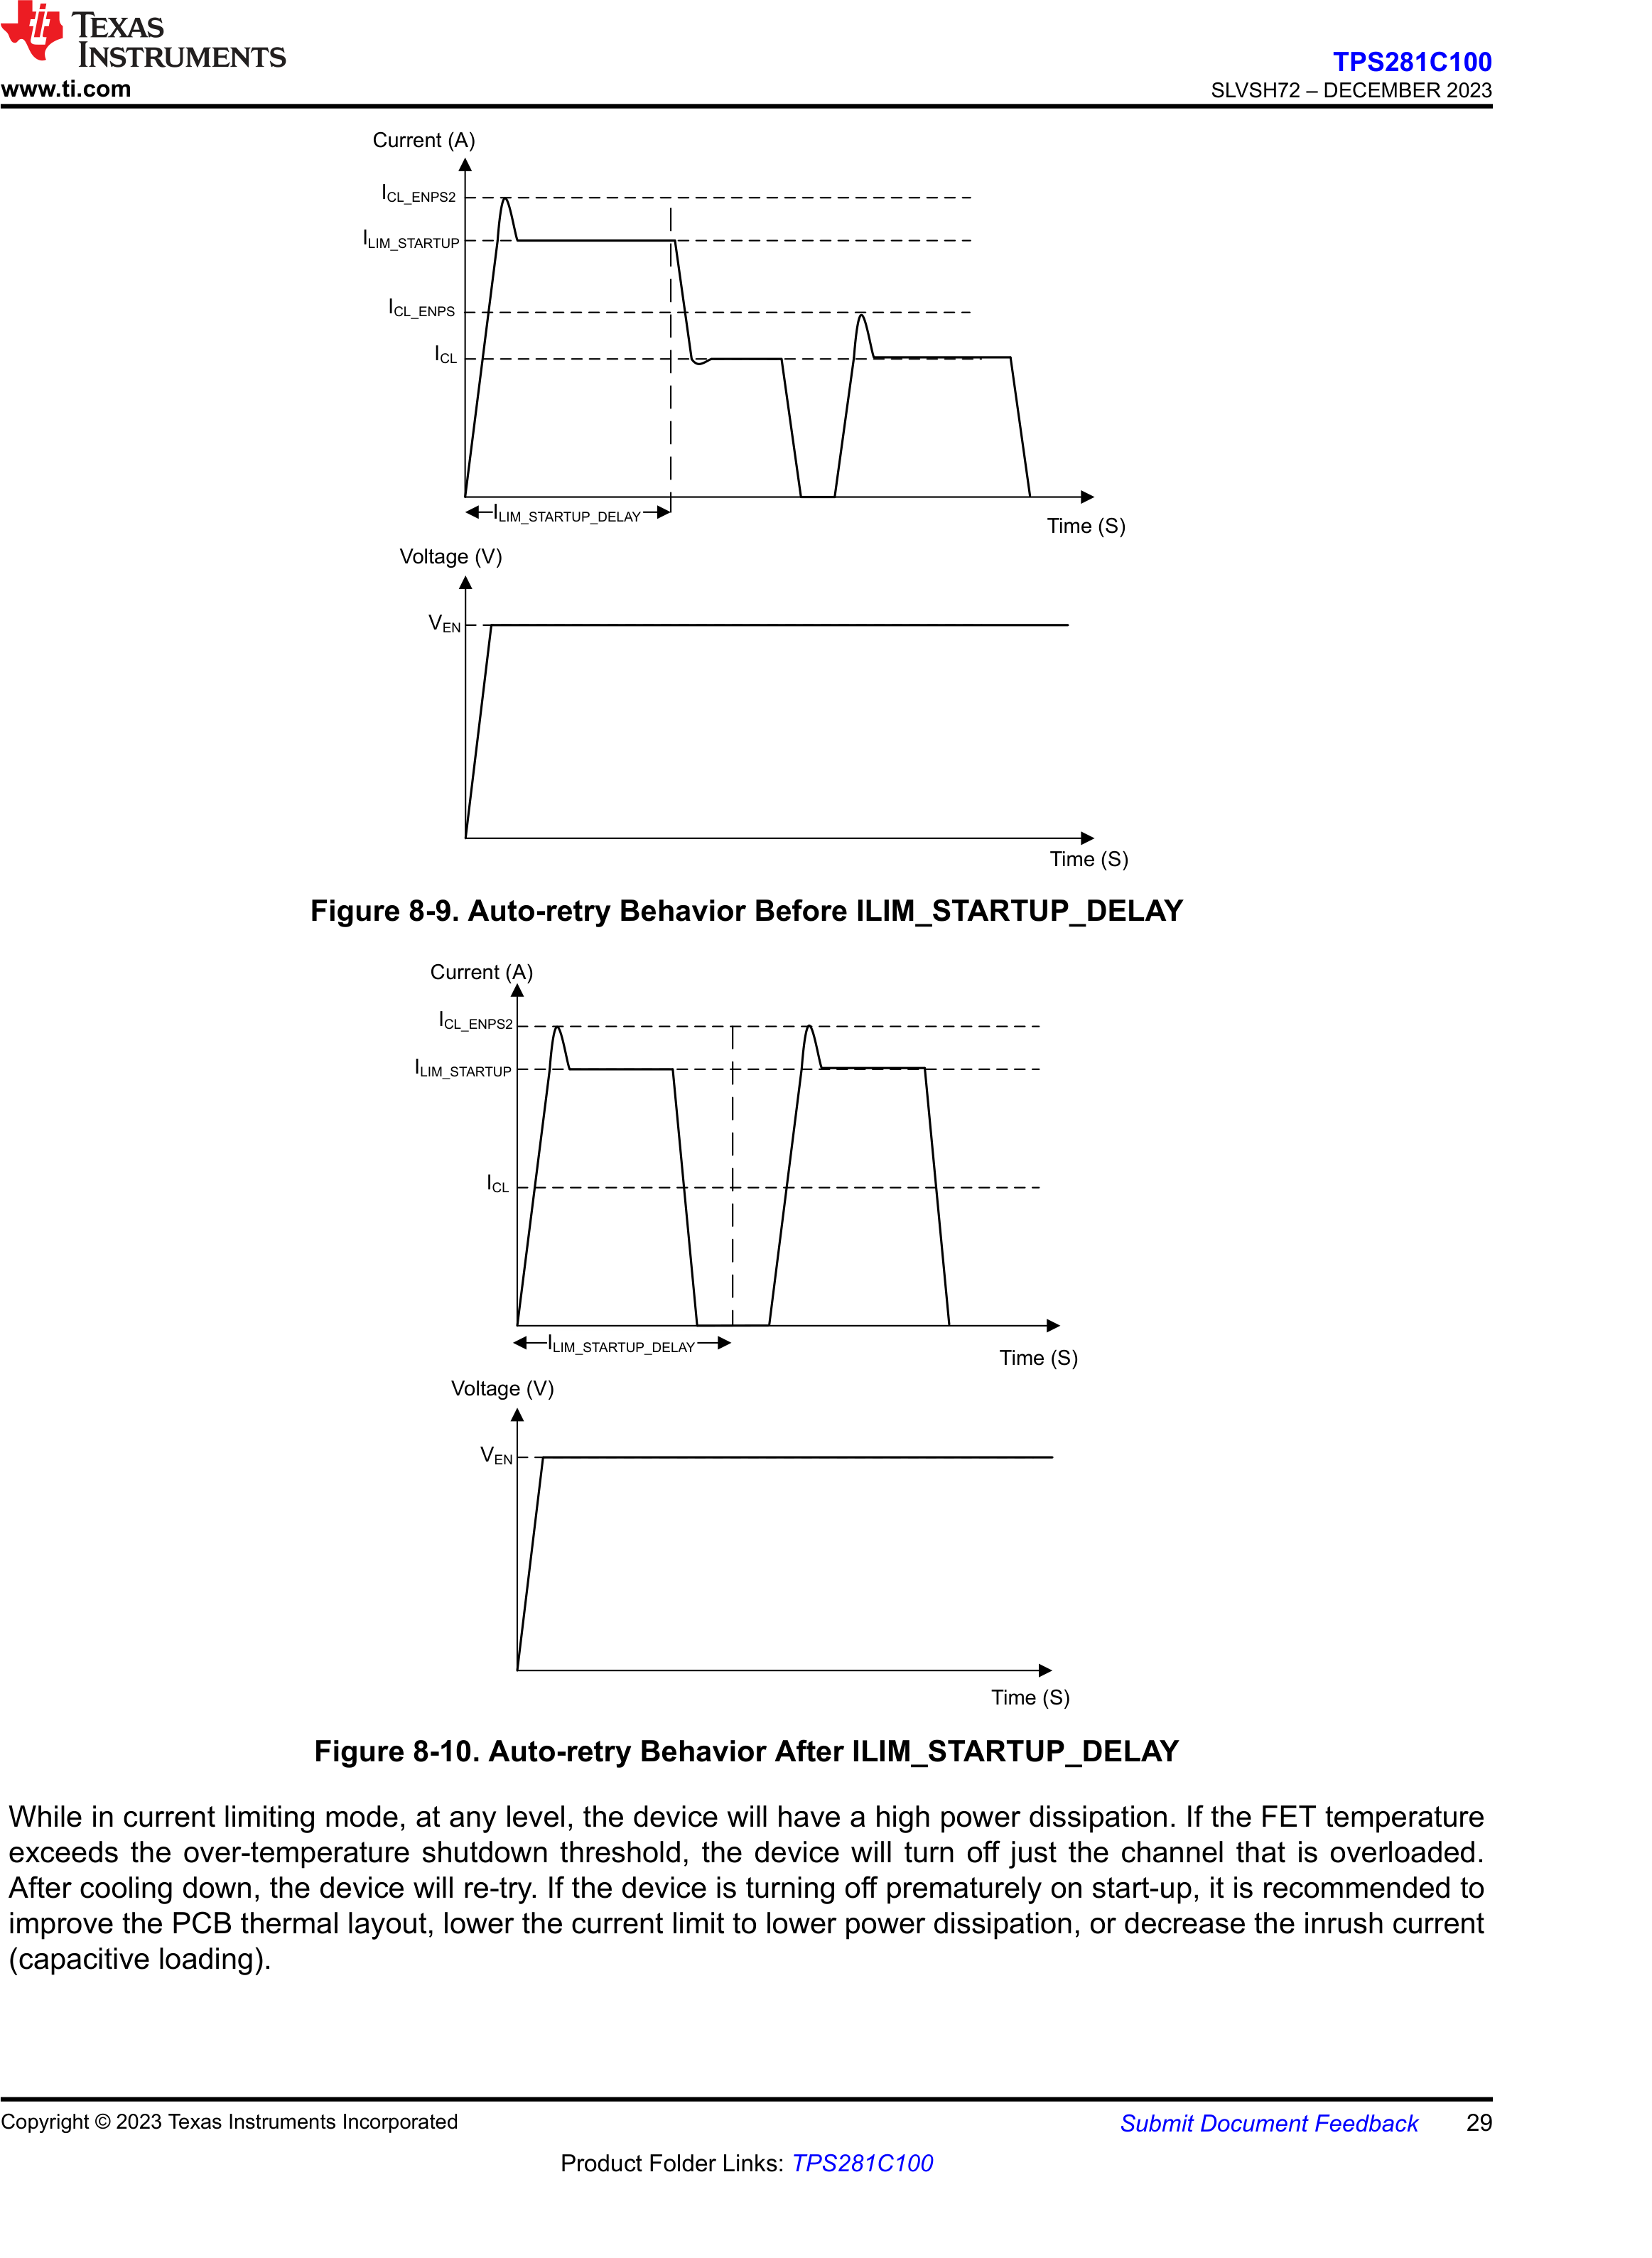 TEXAS
INSTRUMENTS
www.ti.com
TPS281C100
SLVSH72 – DECEMBER 2023
Current (A)
ICL_ENPS2
ILIM_STARTUP
ICL_ENPS
ICL
ILIM_STARTUP_DELAY
Time (S)
Voltage (V)
VEN
Time (S)
Figure 8-9. Auto-retry Behavior Before ILIM_STARTUP_DELAY
Current (A)
ICL_ENPS2
ILIM_STARTUP
ICL
ILIM_STARTUP_DELAY
Time (S)
Voltage (V)
VEN
Time (S)
Figure 8-10. Auto-retry Behavior After ILIM_STARTUP_DELAY
While in current limiting mode, at any level, the device will have a high power dissipation. If the FET temperature
exceeds the over-temperature shutdown threshold, the device will turn off just the channel that is overloaded.
After cooling down, the device will re-try. If the device is turning off prematurely on start-up, it is recommended to
improve the PCB thermal layout, lower the current limit to lower power dissipation, or decrease the inrush current
(capacitive loading).
Copyright © 2023 Texas Instruments Incorporated
Submit Document Feedback 29
Product Folder Links: TPS281C100